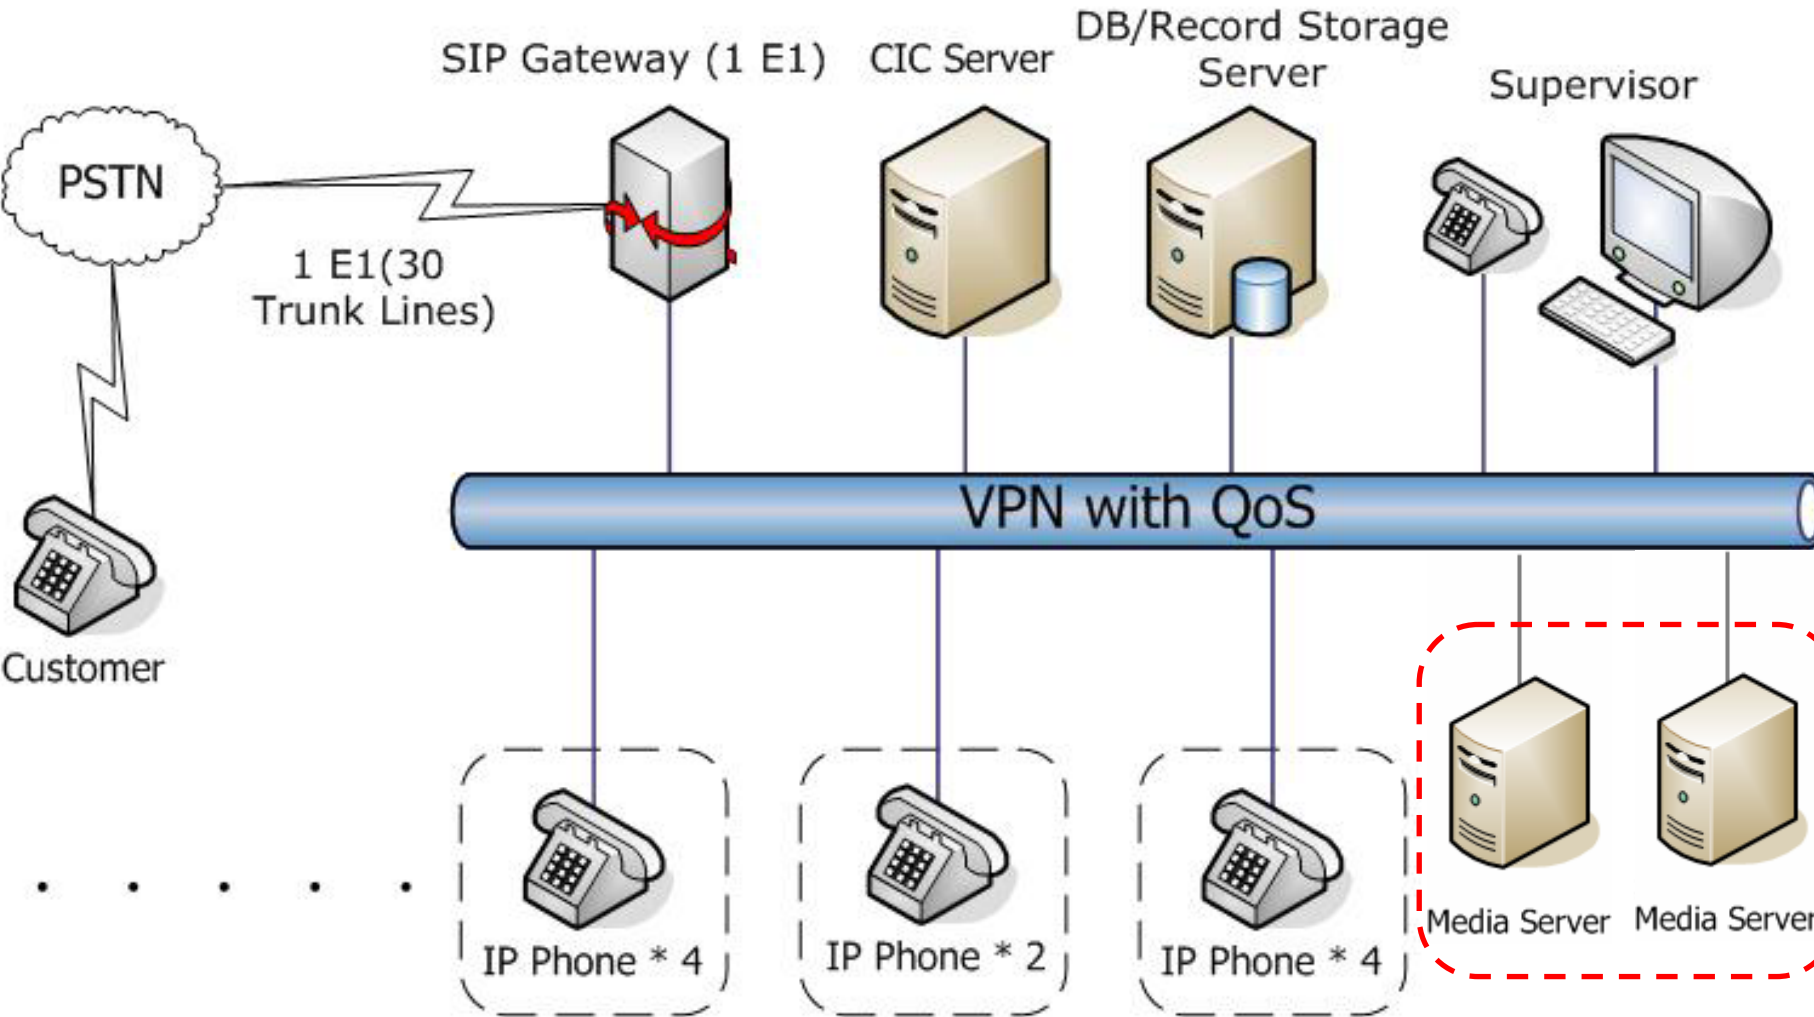 SIP Gateway (1 E1)
CIC Server
DB/Record Storage
Server
Supervisor
PSTN
1 E1(30
Trunk Lines)
VPN with QoS
Customer
IP Phone * 4
IP Phone * 2
IP Phone * 4
Media Server
Media Server